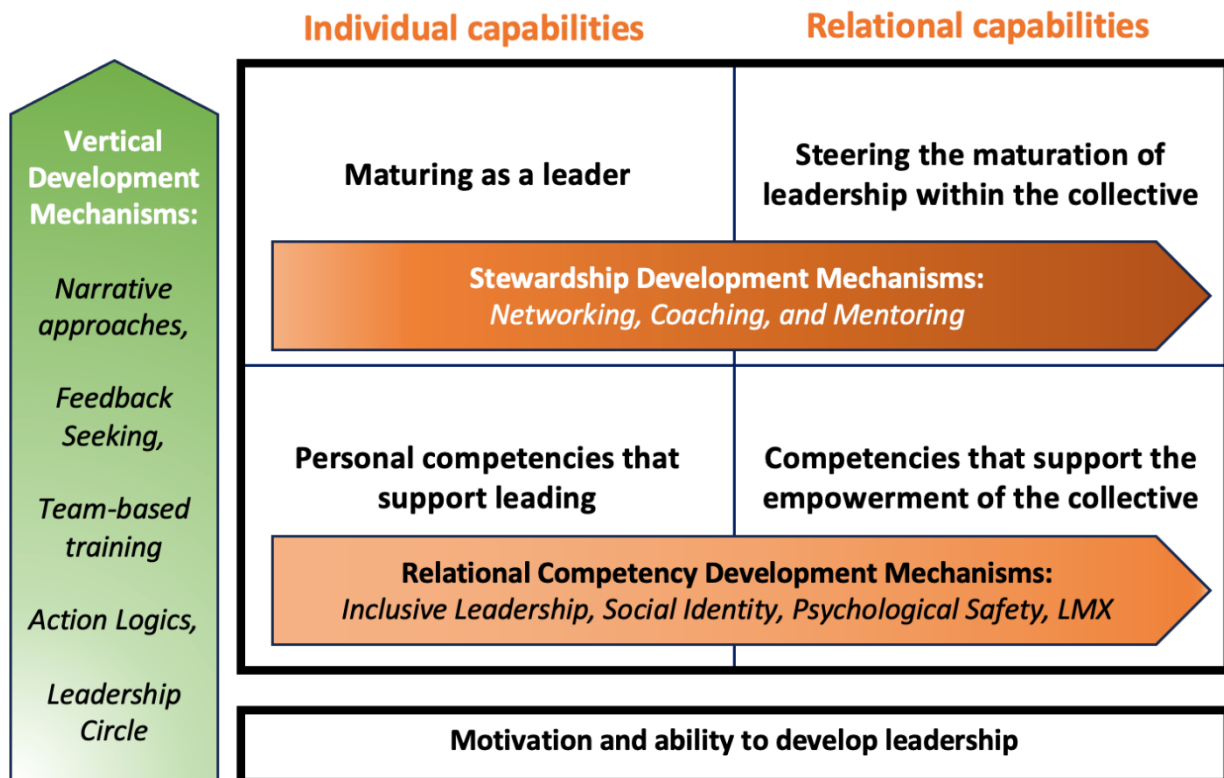 Individual capabilities
Relational capabilities
Vertical
Development
Mechanisms:
Narrative
approaches,
Feedback
Seeking,
Team-based
training
Action Logics,
Leadership
Circle
Maturing as a leader
Steering the maturation of
leadership within the collective
Stewardship Development Mechanisms:
Networking, Coaching, and Mentoring
Personal competencies that
support leading
Competencies that support the
empowerment of the collective
Relational Competency Development Mechanisms:
Inclusive Leadership, Social Identity, Psychological Safety, LMX
Motivation and ability to develop leadership